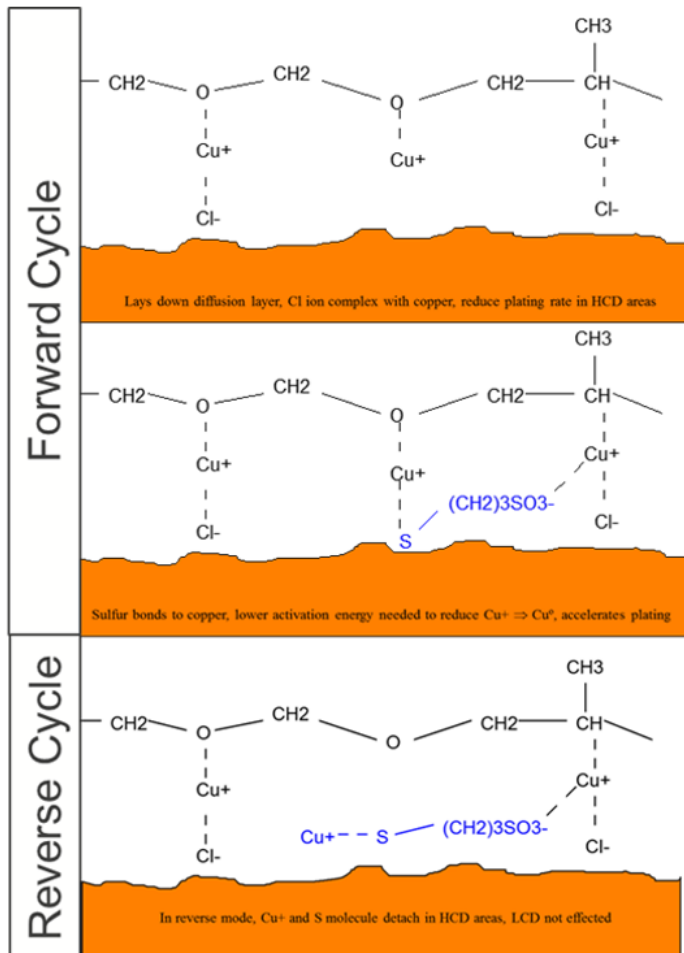 Forward Cycle
CH3
CH2 O CH2 O CH2 CH
Cu+ Cu+ Cu+
Cl- Cl-
Lays down diffusion layer, Cl ion complex with copper, reduce plating rate in HCD areas
CH3
CH2 O CH2 O CH2 CH
Cu+ Cu+ Cu+
(CH2)3SO3-
Cl- S Cl-
Sulfur bonds to copper, lower activation energy needed to reduce Cu+ ⇒ Cuº, accelerates plating
Reverse Cycle
CH3
CH2 O CH2 O CH2 CH
Cu+ Cu+
Cu+ S (CH2)3SO3-
Cl- Cl-
In reverse mode, Cu+ and S molecule detach in HCD areas, LCD not effected